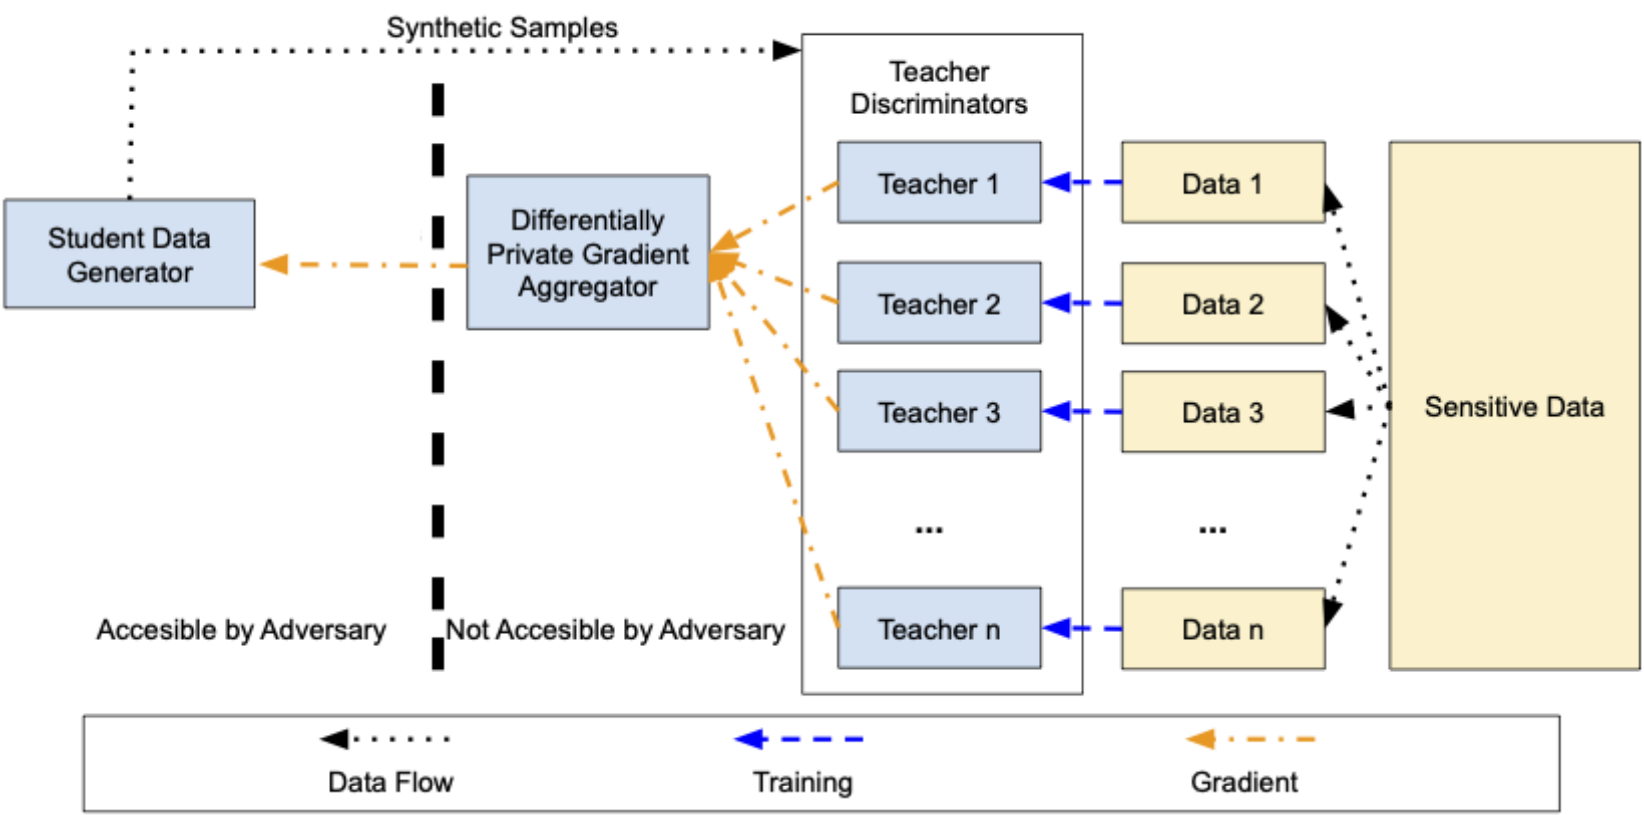 Synthetic Samples
Teacher
Discriminators
Student Data
Generator
Differentially
Private Gradient
Aggregator
Teacher 1
Data 1
Teacher 2
Data 2
Teacher 3
Data 3
Sensitive Data
...
...
Teacher n
Data n
Accesible by Adversary
Not Accesible by Adversary
Data Flow
Training
Gradient